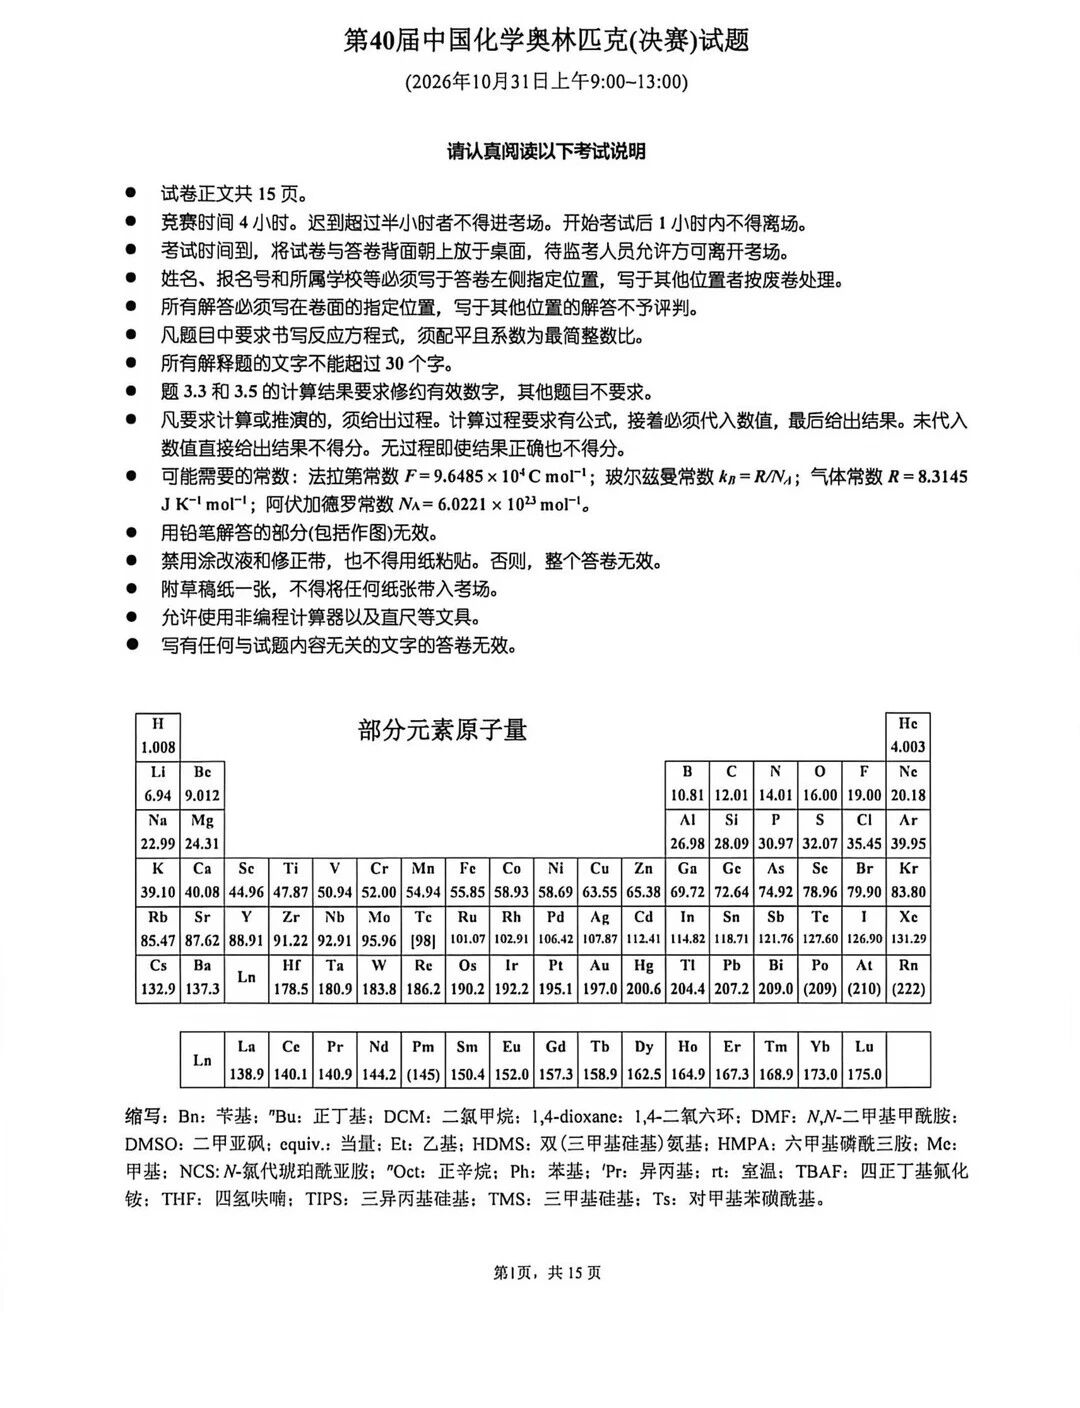 第40届中国化学奥林匹克(决赛)试题
(2026年10月31日上午9:00~13:00)
请认真阅读以下考试说明
● 试卷正文共 15 页。
● 竞赛时间 4 小时。迟到超过半小时者不得进考场。开始考试后 1 小时内不得离场。
● 考试时间到，将试卷与答卷背面朝上放于桌面，待监考人员允许方可离开考场。
● 姓名、报名号和所属学校等必须写于答卷左侧指定位置，写于其他位置者按废卷处理。
● 所有解答必须写在卷面的指定位置，写于其他位置的解答不予评判。
● 凡题目中要求书写反应方程式，须配平且系数为最简整数比。
● 所有解释题的文字不能超过 30 个字。
● 题 3.3 和 3.5 的计算结果要求修约有效数字，其他题目不要求。
● 凡要求计算或推演的，须给出过程。计算过程要求有公式，接着必须代入数值，最后给出结果。未代入
数值直接给出结果不得分。无过程即使结果正确也不得分。
● 可能需要的常数：法拉第常数 F = 9.6485 × 10⁴ C mol⁻¹；玻尔兹曼常数 kB = R/NA；气体常数 R = 8.3145
J K⁻¹ mol⁻¹；阿伏加德罗常数 NA = 6.0221 × 10²³ mol⁻¹。
● 用铅笔解答的部分(包括作图)无效。
● 禁用涂改液和修正带，也不得用纸粘贴。否则，整个答卷无效。
● 附草稿纸一张，不得将任何纸张带入考场。
● 允许使用非编程计算器以及直尺等文具。
● 写有任何与试题内容无关的文字的答卷无效。
部分元素原子量
H He
1.008 4.003
Li Be B C N O F Ne
6.94 9.012 10.81 12.01 14.01 16.00 19.00 20.18
Na Mg Al Si P S Cl Ar
22.99 24.31 26.98 28.09 30.97 32.07 35.45 39.95
K Ca Sc Ti V Cr Mn Fe Co Ni Cu Zn Ga Ge As Se Br Kr
39.10 40.08 44.96 47.87 50.94 52.00 54.94 55.85 58.93 58.69 63.55 65.38 69.72 72.64 74.92 78.96 79.90 83.80
Rb Sr Y Zr Nb Mo Tc Ru Rh Pd Ag Cd In Sn Sb Te I Xe
85.47 87.62 88.91 91.22 92.91 95.96 [98] 101.07 102.91 106.42 107.87 112.41 114.82 118.71 121.76 127.60 126.90 131.29
Cs Ba Ln Hf Ta W Re Os Ir Pt Au Hg Tl Pb Bi Po At Rn
132.9 137.3 178.5 180.9 183.8 186.2 190.2 192.2 195.1 197.0 200.6 204.4 207.2 209.0 (209) (210) (222)
Ln La Ce Pr Nd Pm Sm Eu Gd Tb Dy Ho Er Tm Yb Lu
138.9 140.1 140.9 144.2 (145) 150.4 152.0 157.3 158.9 162.5 164.9 167.3 168.9 173.0 175.0
缩写：Bn：苄基；ⁿBu：正丁基；DCM：二氯甲烷；1,4-dioxane：1,4-二氧六环；DMF：N,N-二甲基甲酰胺；
DMSO：二甲亚砜；equiv.：当量；Et：乙基；HDMS：双(三甲基硅基)氨基；HMPA：六甲基磷酰三胺；Me：
甲基；NCS: N-氯代琥珀酰亚胺；ⁿOct：正辛烷；Ph：苯基；ⁱPr：异丙基；rt：室温；TBAF：四正丁基氟化
铵；THF：四氢呋喃；TIPS：三异丙基硅基；TMS：三甲基硅基；Ts：对甲基苯磺酰基。
第1页，共 15 页